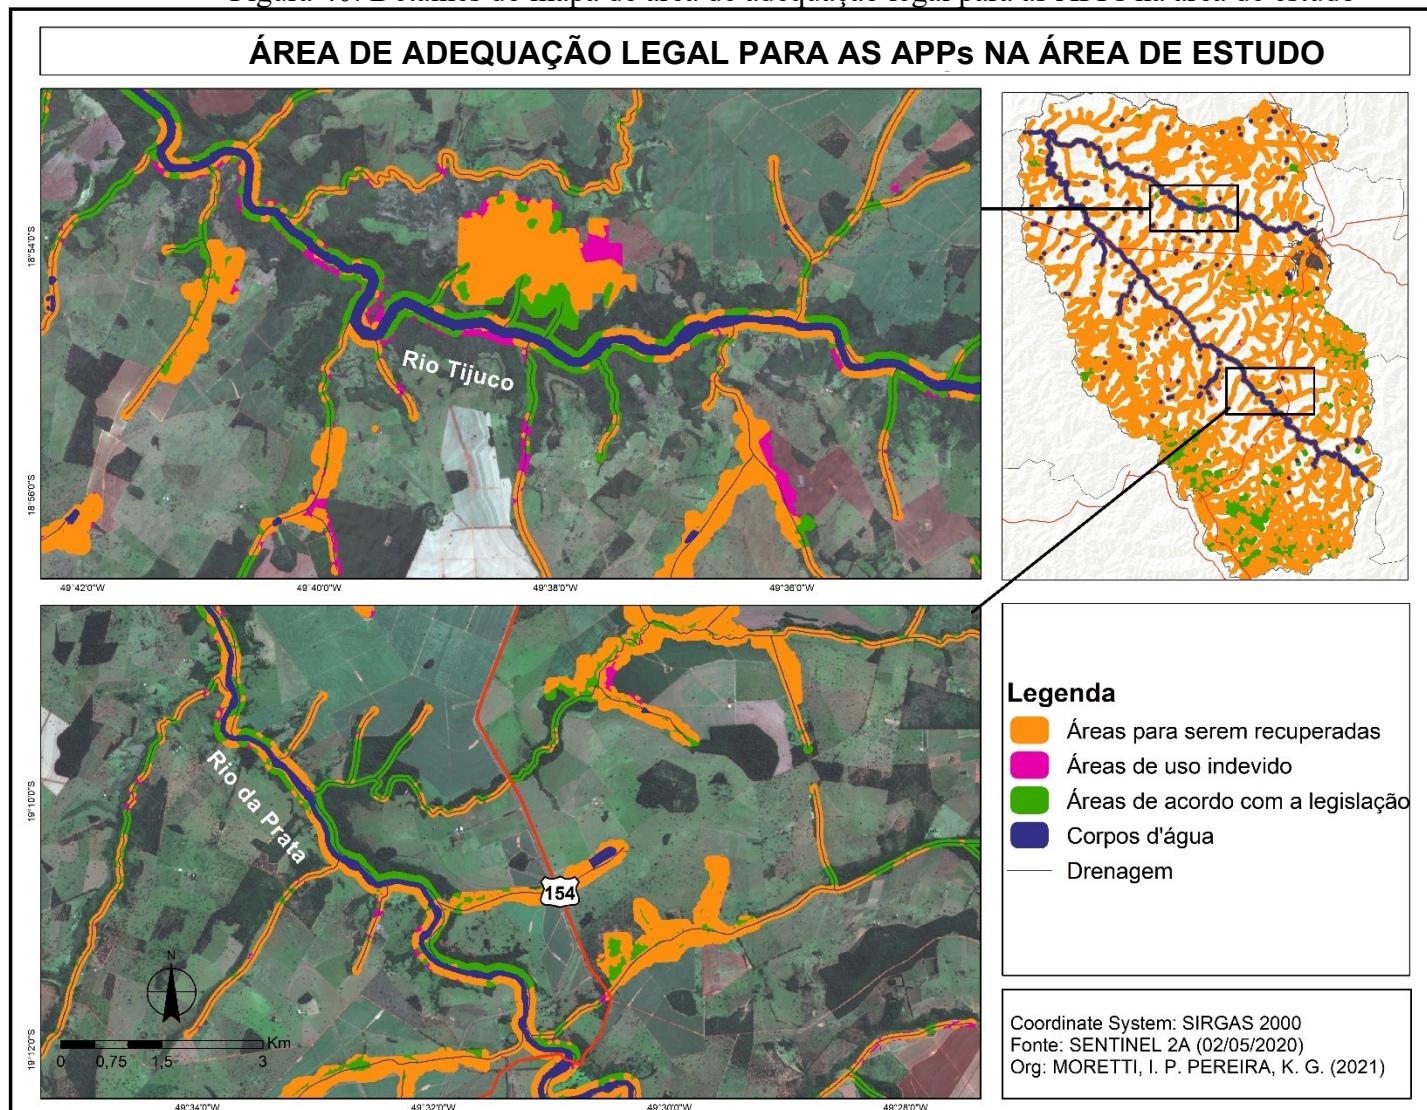 ÁREA DE ADEQUAÇÃO LEGAL PARA AS APPs NA ÁREA DE ESTUDO
18°54'0"S
18°56'0"S
Rio Tijuco
49°42'0"W 49°40'0"W 49°38'0"W 49°36'0"W
19°10'0"S
19°12'0"S
Rio da Prata
154
N
0 0,75 1,5 3 Km
49°34'0"W 49°32'0"W 49°30'0"W 49°28'0"W
Legenda
Áreas para serem recuperadas
Áreas de uso indevido
Áreas de acordo com a legislação
Corpos d'água
Drenagem
Coordinate System: SIRGAS 2000
Fonte: SENTINEL 2A (02/05/2020)
Org: MORETTI, I. P. PEREIRA, K. G. (2021)